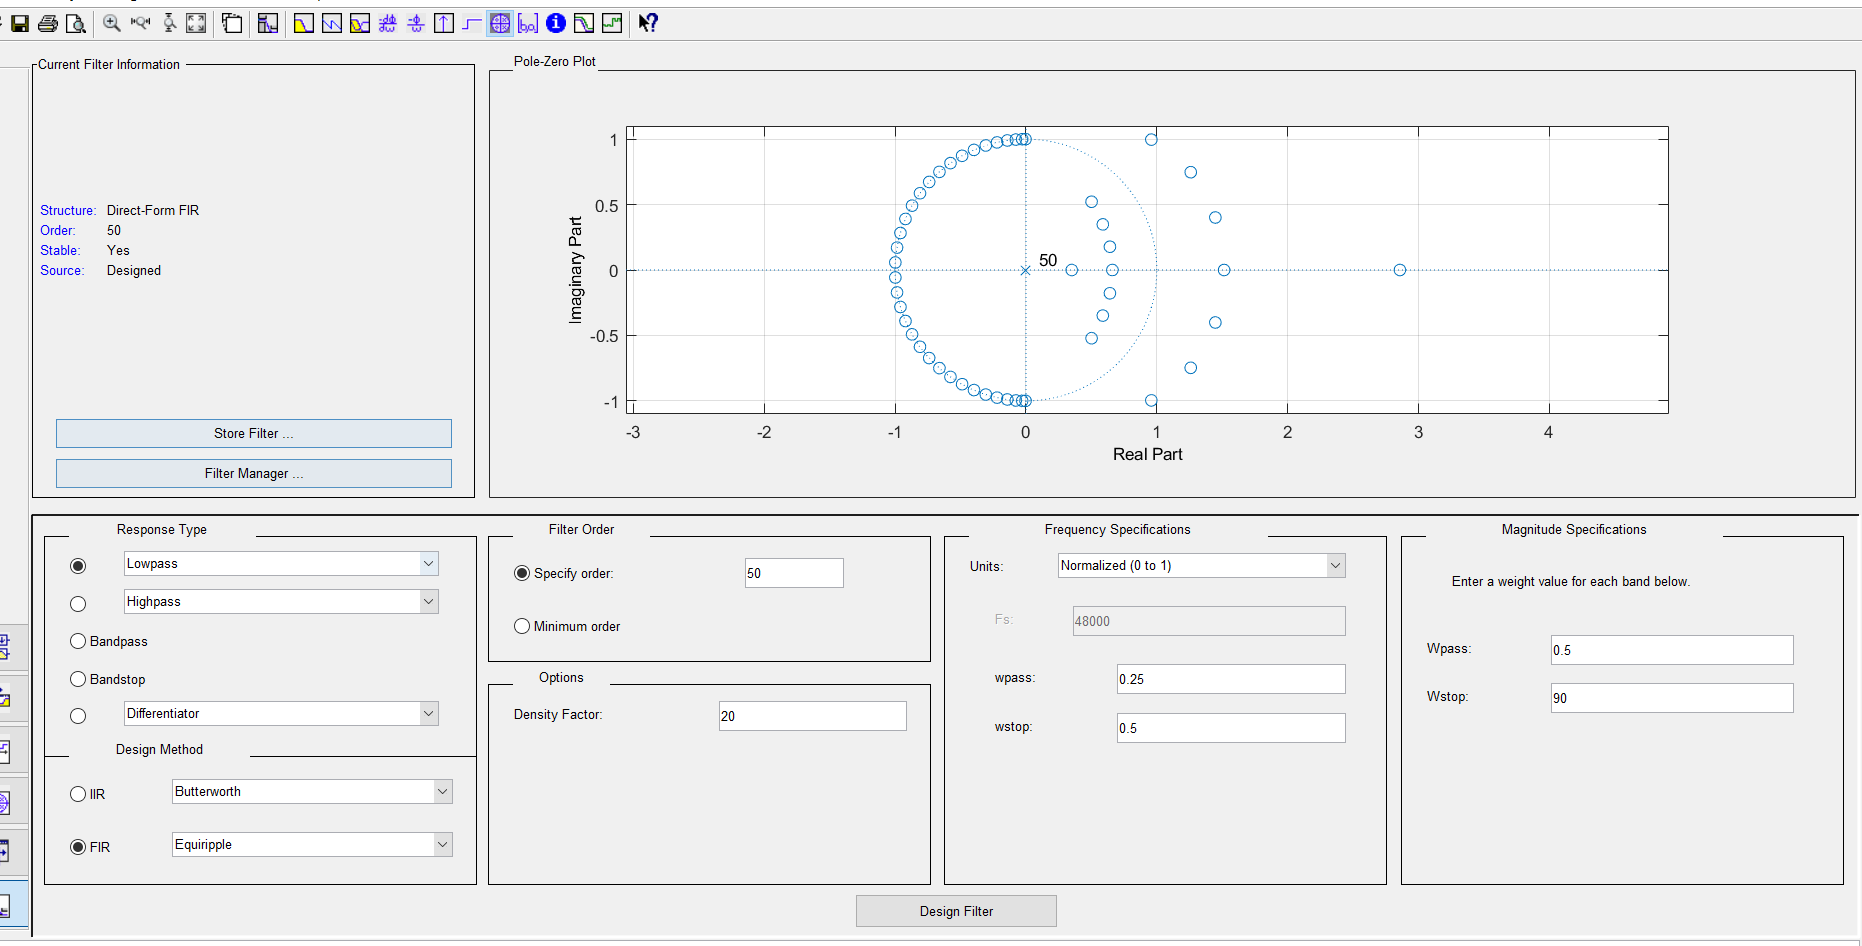 Current Filter Information
Structure: Direct-Form FIR
Order: 50
Stable: Yes
Source: Designed
Store Filter ...
Filter Manager ...
Pole-Zero Plot
Imaginary Part
1
0.5
0
-0.5
-1
50
-3 -2 -1 0 1 2 3 4
Real Part
Response Type
Lowpass
Highpass
Bandpass
Bandstop
Differentiator
Design Method
IIR Butterworth
FIR Equiripple
Filter Order
Specify order: 50
Minimum order
Options
Density Factor: 20
Frequency Specifications
Units: Normalized (0 to 1)
Fs: 48000
wpass: 0.25
wstop: 0.5
Magnitude Specifications
Enter a weight value for each band below.
Wpass: 0.5
Wstop: 90
Design Filter